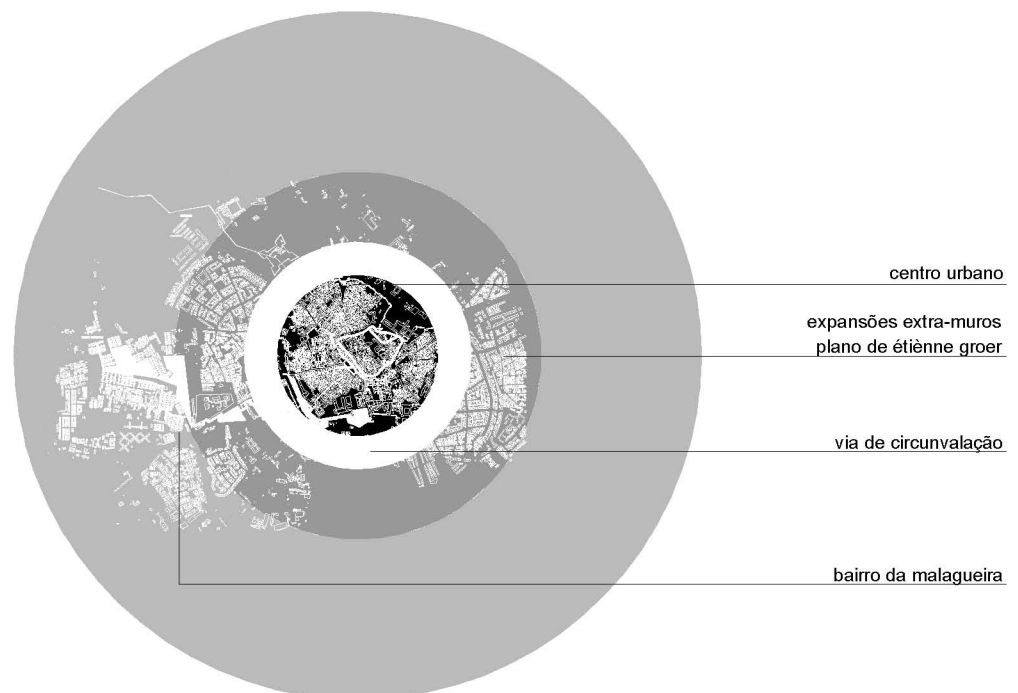 centro urbano
expansões extra-muros
plano de étiènne groer
via de circunvalação
bairro da malagueira